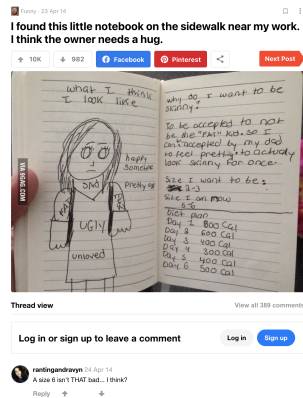 Funny · 23 Apr 14
I found this little notebook on the sidewalk near my work.
I think the owner needs a hug.
10K
982
Facebook
Pinterest
Next Post
what I think
I look like
happy
someone
pretty
DND
FAT
UGLY
unloved
VIA 9GAG.COM
why do I want to be
skinny?
To be accepted to not
be the "FAT" kid. So I
can accepted by my dad
to feel pretty. to actually
look skinny for once.
Size I want to be:
2-3
Size I am now
5-6
Diet plan
Day 1 800 cal
Day 2 600 cal
Day 3 400 cal
Day 4 300 cal
Day 5 400 cal
Day 6 500 cal
Thread view
View all 389 comments
Log in or sign up to leave a comment
Log in
Sign up
rantingandravyn 24 Apr 14
A size 6 isn't THAT bad... I think?
Reply